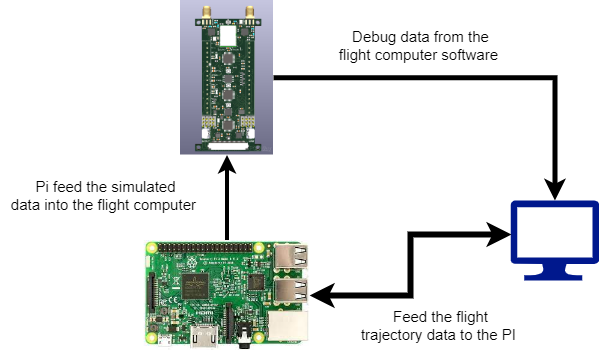 Debug data from the
flight computer software
Pi feed the simulated
data into the flight computer
HDMI
Feed the flight
trajectory data to the PI